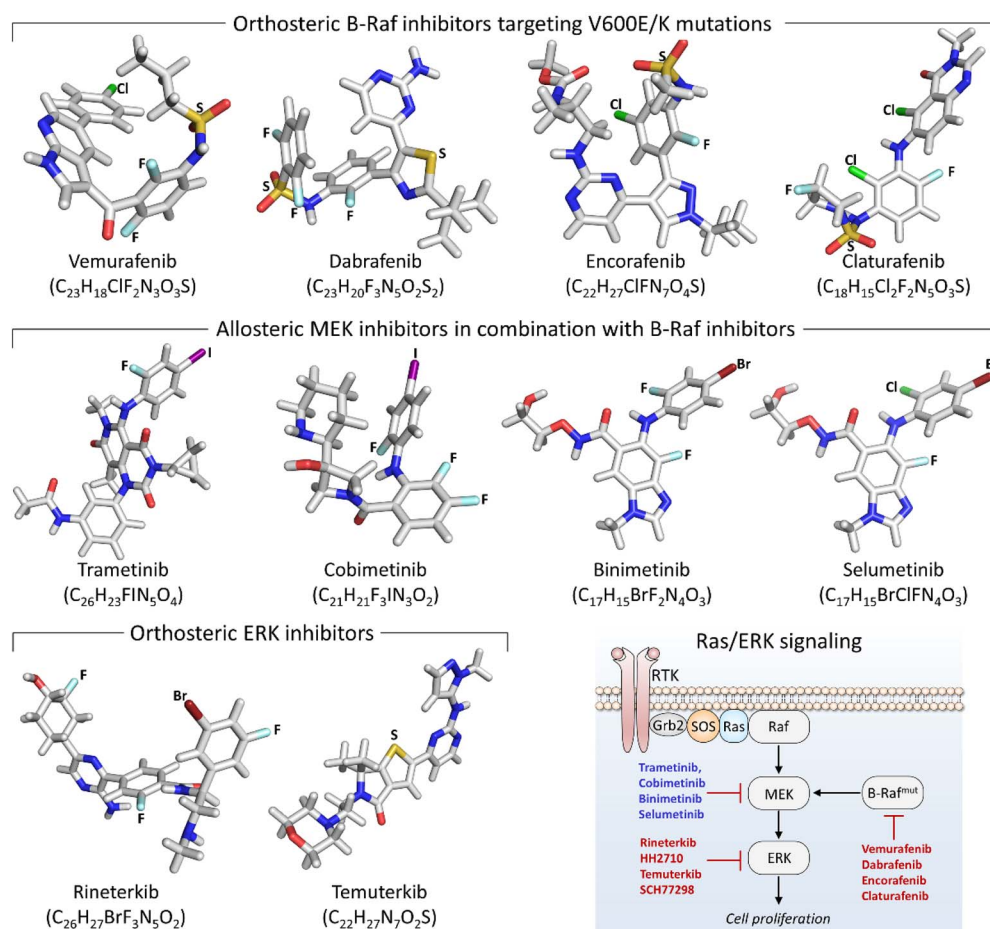 Orthosteric B-Raf inhibitors targeting V600E/K mutations
Cl
S
F
F
Vemurafenib
(C₂₃H₁₈ClF₂N₃O₃S)
F
S
S
F
F
Dabrafenib
(C₂₃H₂₀F₃N₅O₂S₂)
S
Cl
F
Encorafenib
(C₂₂H₂₇ClFN₇O₄S)
Cl
Cl
F
F
S
Claturafenib
(C₁₈H₁₅Cl₂F₂N₅O₃S)
Allosteric MEK inhibitors in combination with B-Raf inhibitors
I
F
Trametinib
(C₂₆H₂₃FIN₅O₄)
I
F
F
F
Cobimetinib
(C₂₁H₂₁F₃IN₃O₂)
Br
F
F
Binimetinib
(C₁₇H₁₅BrF₂N₄O₃)
Cl
F
Selumetinib
(C₁₇H₁₅BrClFN₄O₃)
Orthosteric ERK inhibitors
F
Br
F
F
Rineterkib
(C₂₆H₂₇BrF₃N₅O₂)
S
Temuterkib
(C₂₂H₂₇N₇O₂S)
Ras/ERK signaling
RTK
Grb2
SOS
Ras
Raf
Trametinib,
Cobimetinib
Binimetinib
Selumetinib
MEK
B-Rafᵐᵘᵗ
Rineterkib
HH2710
Temuterkib
SCH77298
ERK
Vemurafenib
Dabrafenib
Encorafenib
Claturafenib
Cell proliferation